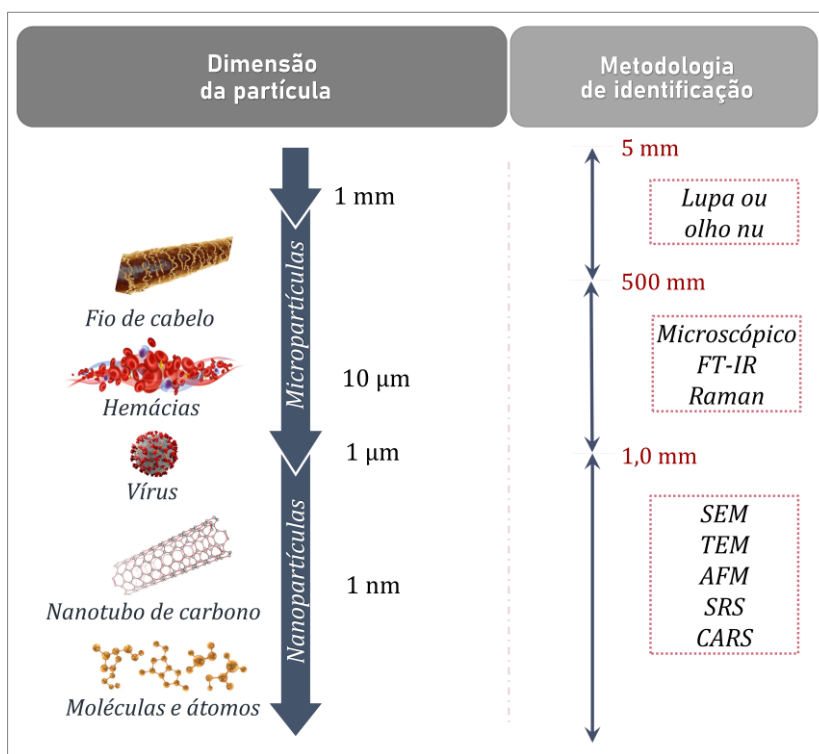 Dimensão
da partícula
Metodologia
de identificação
1 mm
Fio de cabelo
Micropartículas
Hemácias
10 µm
1 µm
Vírus
Nanopartículas
Nanotubo de carbono
1 nm
Moléculas e átomos
5 mm
Lupa ou
olho nu
500 mm
Microscópico
FT-IR
Raman
1,0 mm
SEM
TEM
AFM
SRS
CARS